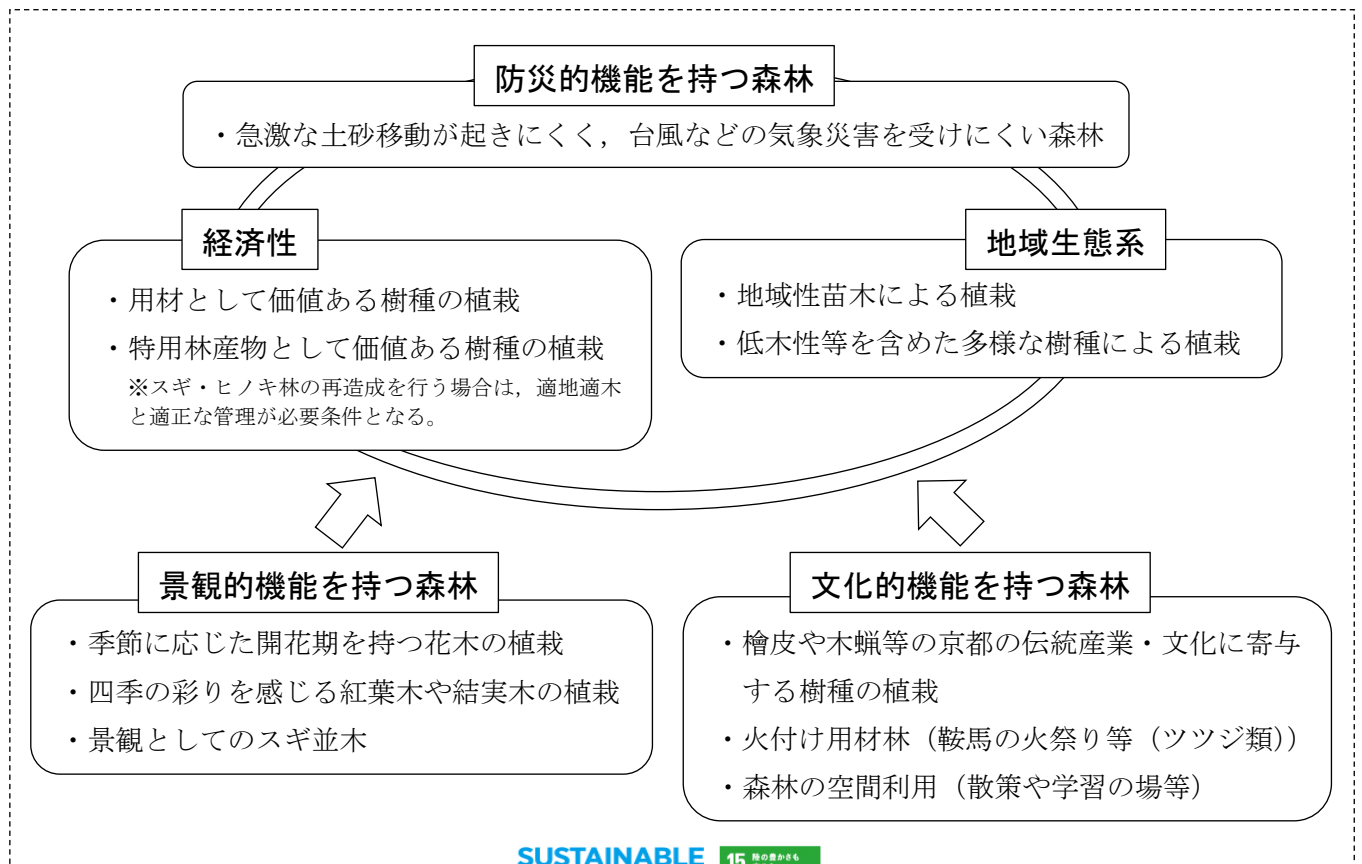 防災的機能を持つ森林
・急激な土砂移動が起きにくく，台風などの気象災害を受けにくい森林
経済性
・用材として価値ある樹種の植栽
・特用林産物として価値ある樹種の植栽
※スギ・ヒノキ林の再造成を行う場合は，適地適木
と適正な管理が必要条件となる。
地域生態系
・地域性苗木による植栽
・低木性等を含めた多様な樹種による植栽
景観的機能を持つ森林
・季節に応じた開花期を持つ花木の植栽
・四季の彩りを感じる紅葉木や結実木の植栽
・景観としてのスギ並木
文化的機能を持つ森林
・檜皮や木蝋等の京都の伝統産業・文化に寄与
する樹種の植栽
・火付け用材林（鞍馬の火祭り等（ツツジ類））
・森林の空間利用（散策や学習の場等）
SUSTAINABLE
15 陸の豊かさも